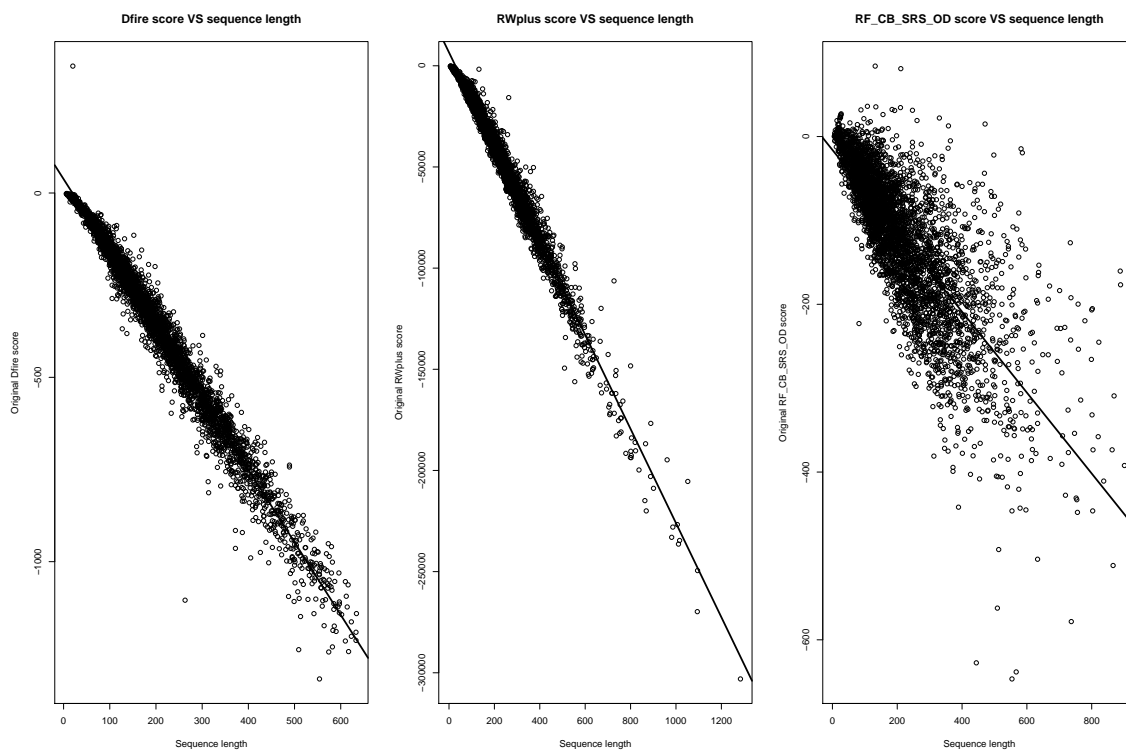 Dfire score VS sequence length
Original Dfire score
0
-500
-1000
0 100 200 300 400 500 600
Sequence length
RWplus score VS sequence length
Original RWplus score
0
-50000
-100000
-150000
-200000
-250000
-300000
0 200 400 600 800 1000 1200
Sequence length
RF_CB_SRS_OD score VS sequence length
Original RF_CB_SRS_OD score
0
-200
-400
-600
0 200 400 600 800
Sequence length